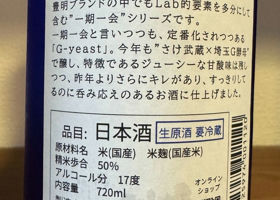 豊明ブランドの中でもLab的要素を多分にして
含む"一期一会"シリーズです。
一期一会と言いつつも、定番化されつつある
「G-yeast」。今年も"さけ武蔵×埼玉G酵母"
で醸し、特徴であるジューシーな甘酸味は残し
つつ、昨年よりさらにキレがあり、すっきりして
るのに呑み応えのあるお酒に仕上げました。
品目:日本酒 生原酒 要冷蔵
原材料名 米(国産) 米麹(国産米)
精米歩合 50%
アルコール分 17度
内容量 720ml
オンライン
ショップ